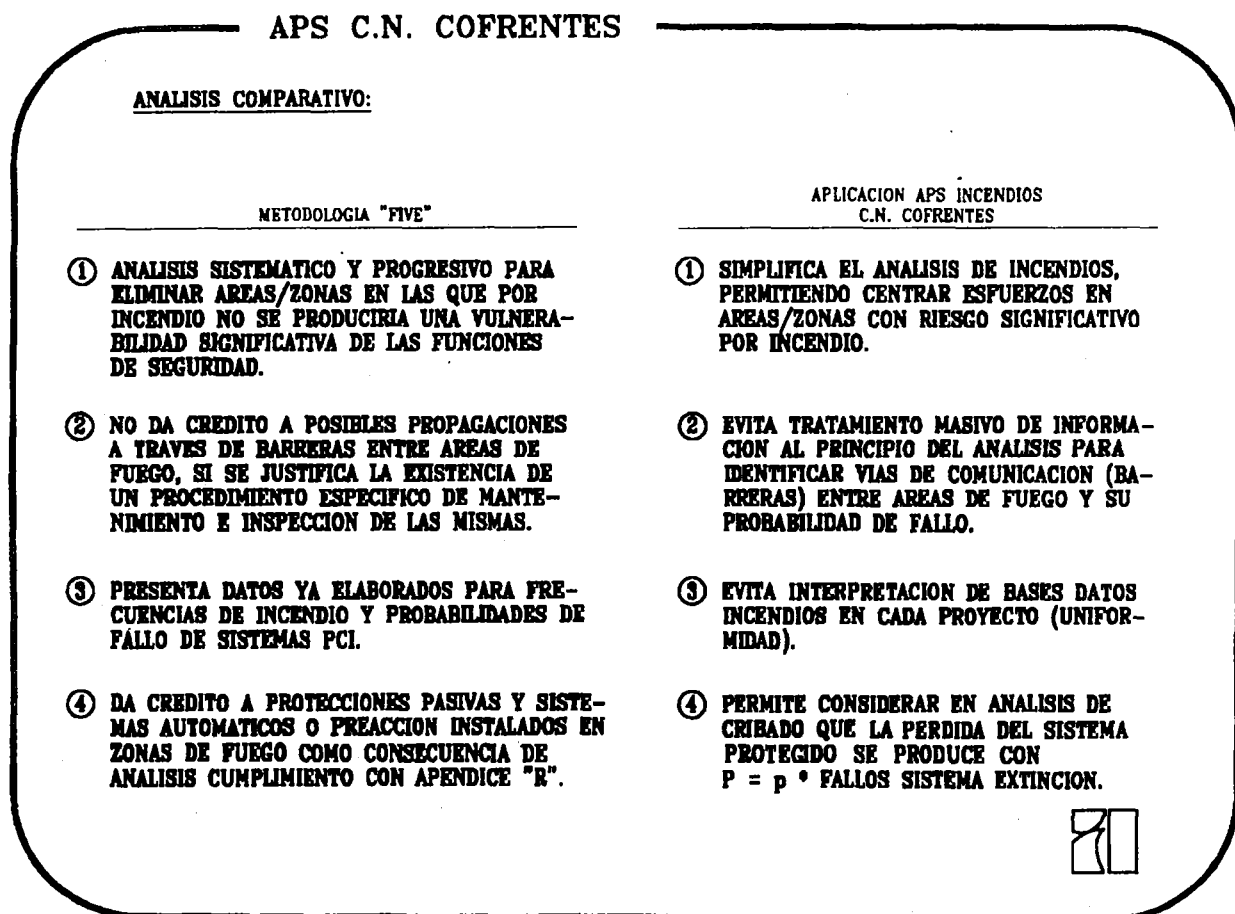 APS C.N. COFRENTES
ANALISIS COMPARATIVO:
METODOLOGIA "FIVE"
① ANALISIS SISTEMATICO Y PROGRESIVO PARA
ELIMINAR AREAS/ZONAS EN LAS QUE POR
INCENDIO NO SE PRODUCIRIA UNA VULNERA-
BILIDAD SIGNIFICATIVA DE LAS FUNCIONES
DE SEGURIDAD.
② NO DA CREDITO A POSIBLES PROPAGACIONES
A TRAVES DE BARRERAS ENTRE AREAS DE
FUEGO, SI SE JUSTIFICA LA EXISTENCIA DE
UN PROCEDIMIENTO ESPECIFICO DE MANTE-
NIMIENTO E INSPECCION DE LAS MISMAS.
③ PRESENTA DATOS YA ELABORADOS PARA FRE-
CUENCIAS DE INCENDIO Y PROBABILIDADES DE
FALLO DE SISTEMAS PCI.
④ DA CREDITO A PROTECCIONES PASIVAS Y SISTE-
MAS AUTOMATICOS O PREACCION INSTALADOS EN
ZONAS DE FUEGO COMO CONSECUENCIA DE
ANALISIS CUMPLIMIENTO CON APENDICE "R".
APLICACION APS INCENDIOS
C.N. COFRENTES
① SIMPLIFICA EL ANALISIS DE INCENDIOS,
PERMITIENDO CENTRAR ESFUERZOS EN
AREAS/ZONAS CON RIESGO SIGNIFICATIVO
POR INCENDIO.
② EVITA TRATAMIENTO MASIVO DE INFORMA-
CION AL PRINCIPIO DEL ANALISIS PARA
IDENTIFICAR VIAS DE COMUNICACION (BA-
RRERAS) ENTRE AREAS DE FUEGO Y SU
PROBABILIDAD DE FALLO.
③ EVITA INTERPRETACION DE BASES DATOS
INCENDIOS EN CADA PROYECTO (UNIFOR-
MIDAD).
④ PERMITE CONSIDERAR EN ANALISIS DE
CRIBADO QUE LA PERDIDA DEL SISTEMA
PROTEGIDO SE PRODUCE CON
P = p * FALLOS SISTEMA EXTINCION.